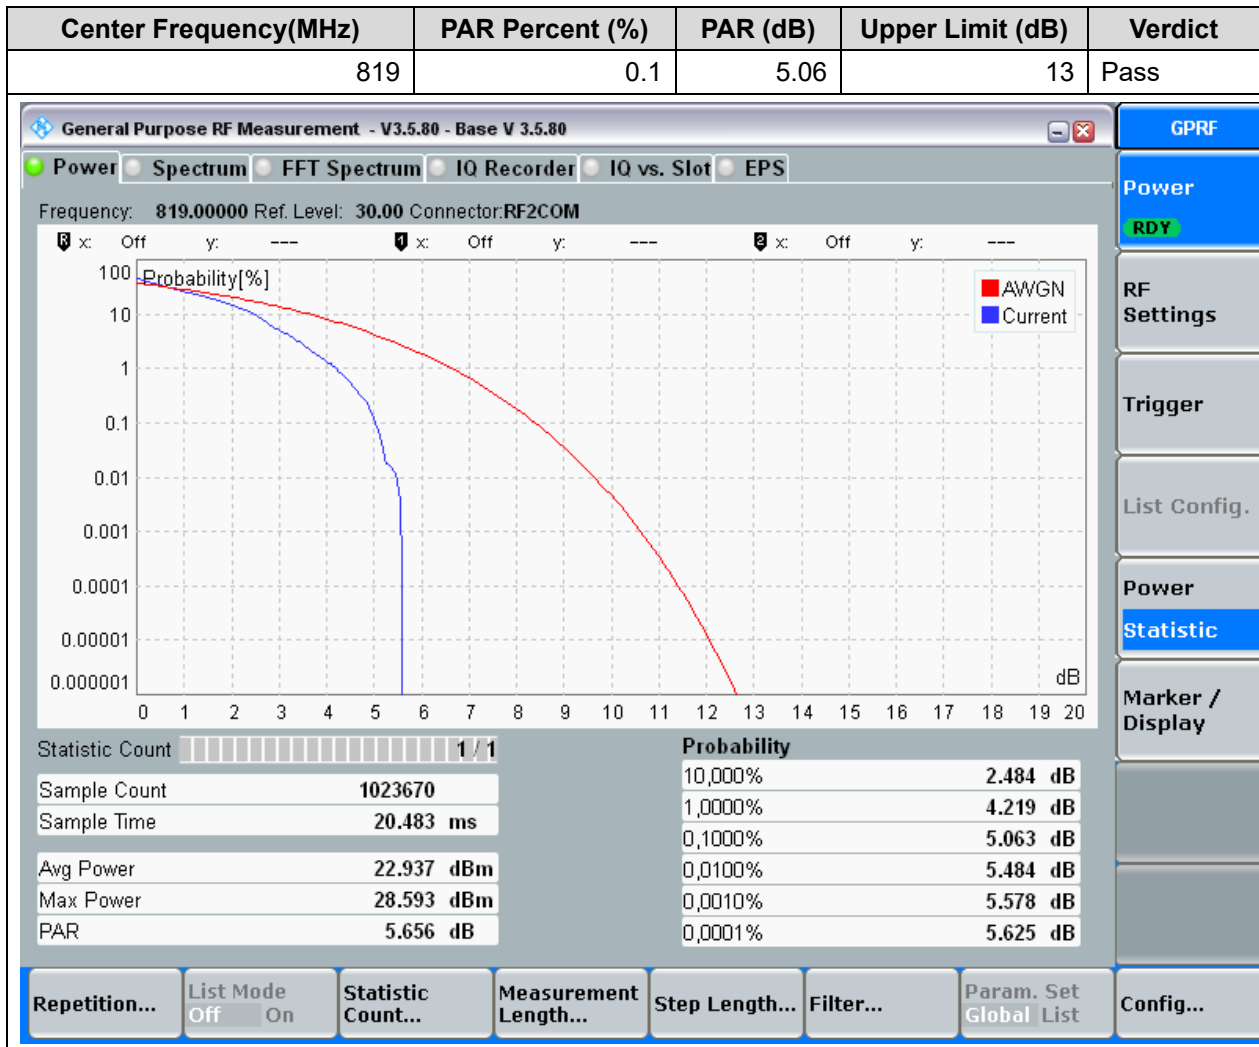 Center Frequency(MHz) PAR Percent (%) PAR (dB) Upper Limit (dB) Verdict
819 0.1 5.06 13 Pass
General Purpose RF Measurement - V3.5.80 - Base V 3.5.80
GPRF
Power Spectrum FFT Spectrum IQ Recorder IQ vs. Slot EPS
Frequency: 819.00000 Ref. Level: 30.00 Connector:RF2COM
R x: Off y: --- 1 x: Off y: --- 2 x: Off y: ---
Probability[%]
100
10
1
0.1
0.01
0.001
0.0001
0.00001
0.000001
AWGN
Current
dB
0 1 2 3 4 5 6 7 8 9 10 11 12 13 14 15 16 17 18 19 20
Statistic Count 1 / 1
Sample Count 1023670
Sample Time 20.483 ms
Avg Power 22.937 dBm
Max Power 28.593 dBm
PAR 5.656 dB
Probability
10,000% 2.484 dB
1,0000% 4.219 dB
0,1000% 5.063 dB
0,0100% 5.484 dB
0,0010% 5.578 dB
0,0001% 5.625 dB
Power
RDY
RF
Settings
Trigger
List Config.
Power
Statistic
Marker /
Display
Repetition...
List Mode
Off On
Statistic
Count...
Measurement
Length...
Step Length...
Filter...
Param. Set
Global List
Config...